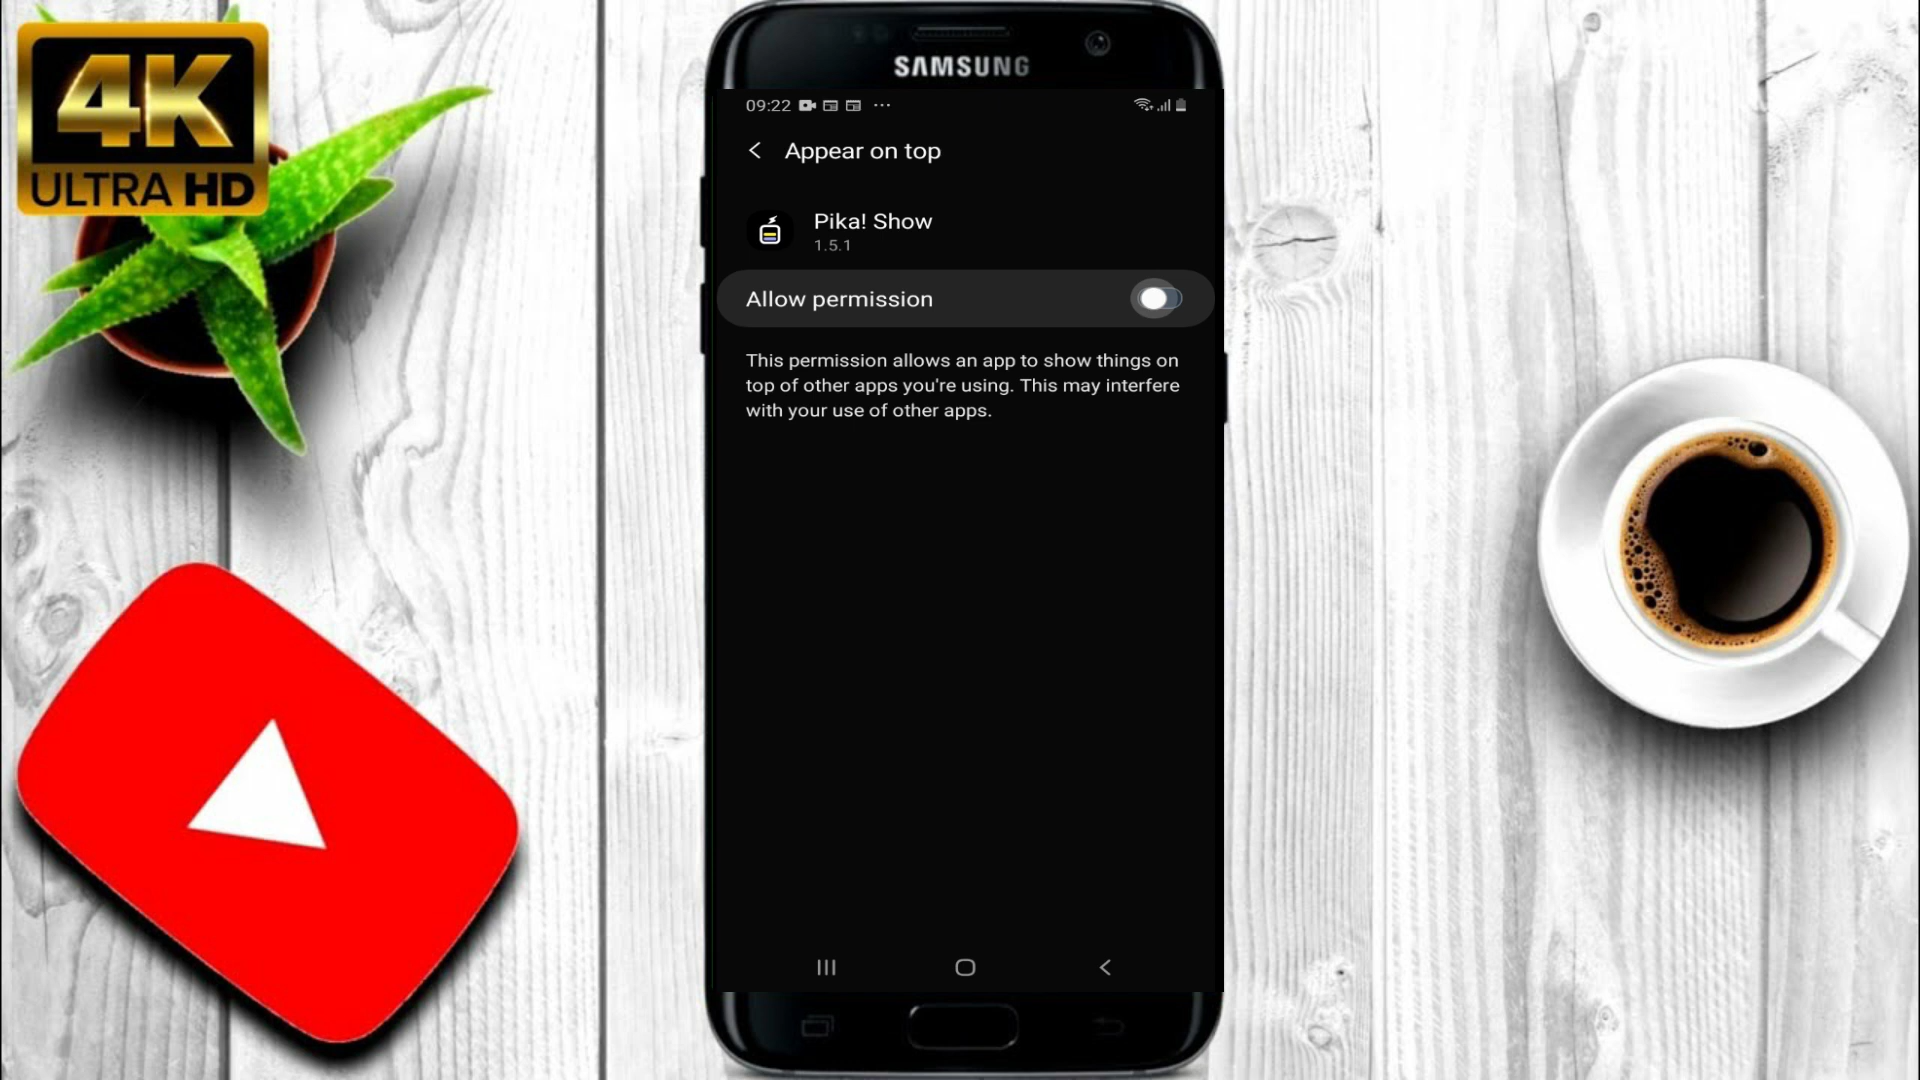 4K
ULTRA HD
SAMSUNG
09:22
Appear on top
Pika! Show
1.5.1
Allow permission
This permission allows an app to show things on
top of other apps you're using. This may interfere
with your use of other apps.